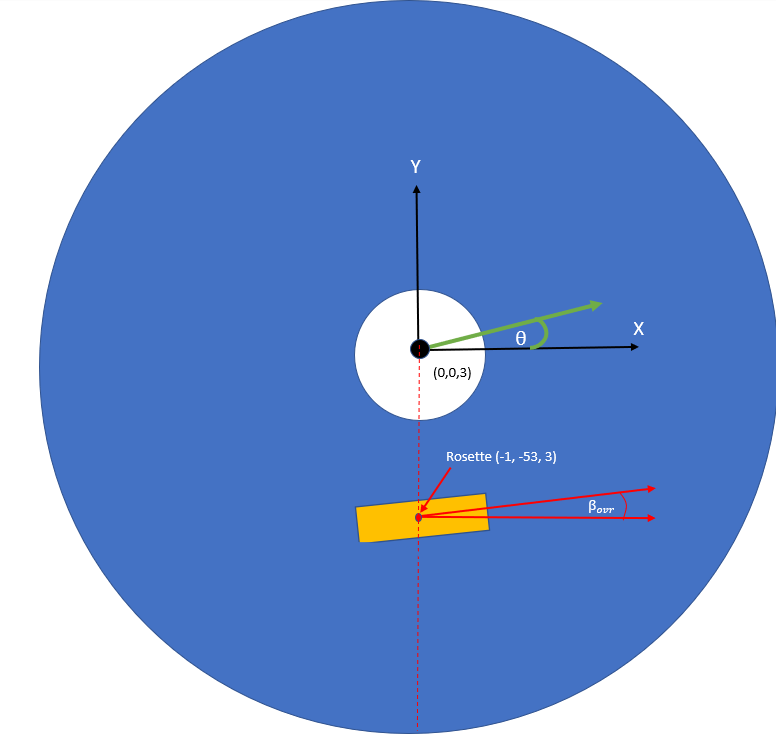 Y
X
θ
(0,0,3)
Rosette (-1, -53, 3)
βₒᵥᵣ